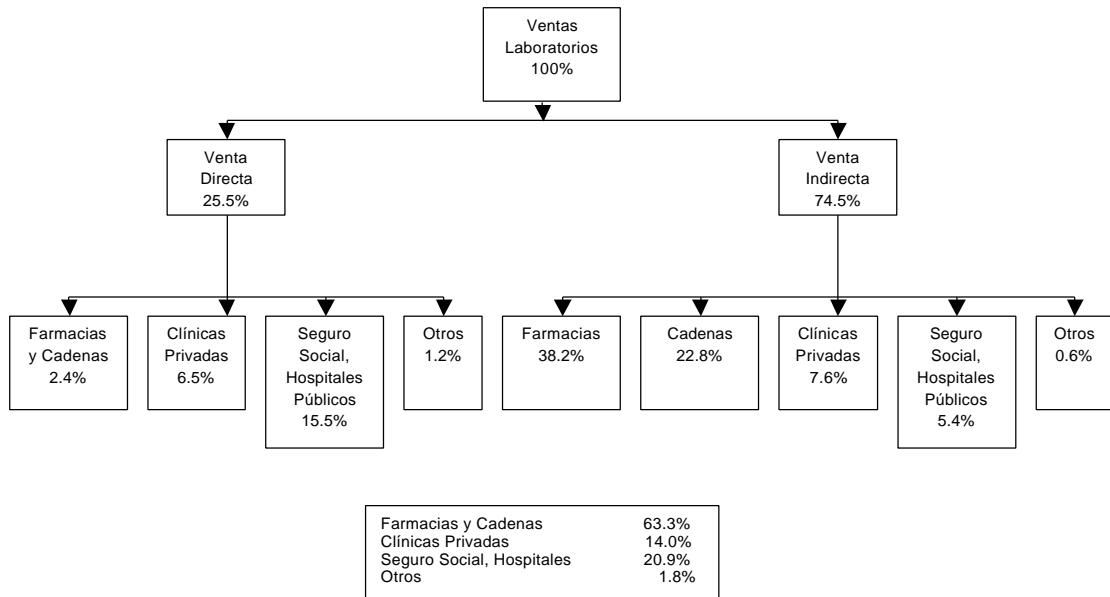 Ventas
Laboratorios
100%
Venta
Directa
25.5%
Venta
Indirecta
74.5%
Farmacias
y Cadenas
2.4%
Clínicas
Privadas
6.5%
Seguro
Social,
Hospitales
Públicos
15.5%
Otros
1.2%
Farmacias
38.2%
Cadenas
22.8%
Clínicas
Privadas
7.6%
Seguro
Social,
Hospitales
Públicos
5.4%
Otros
0.6%
Farmacias y Cadenas 63.3%
Clínicas Privadas 14.0%
Seguro Social, Hospitales 20.9%
Otros 1.8%